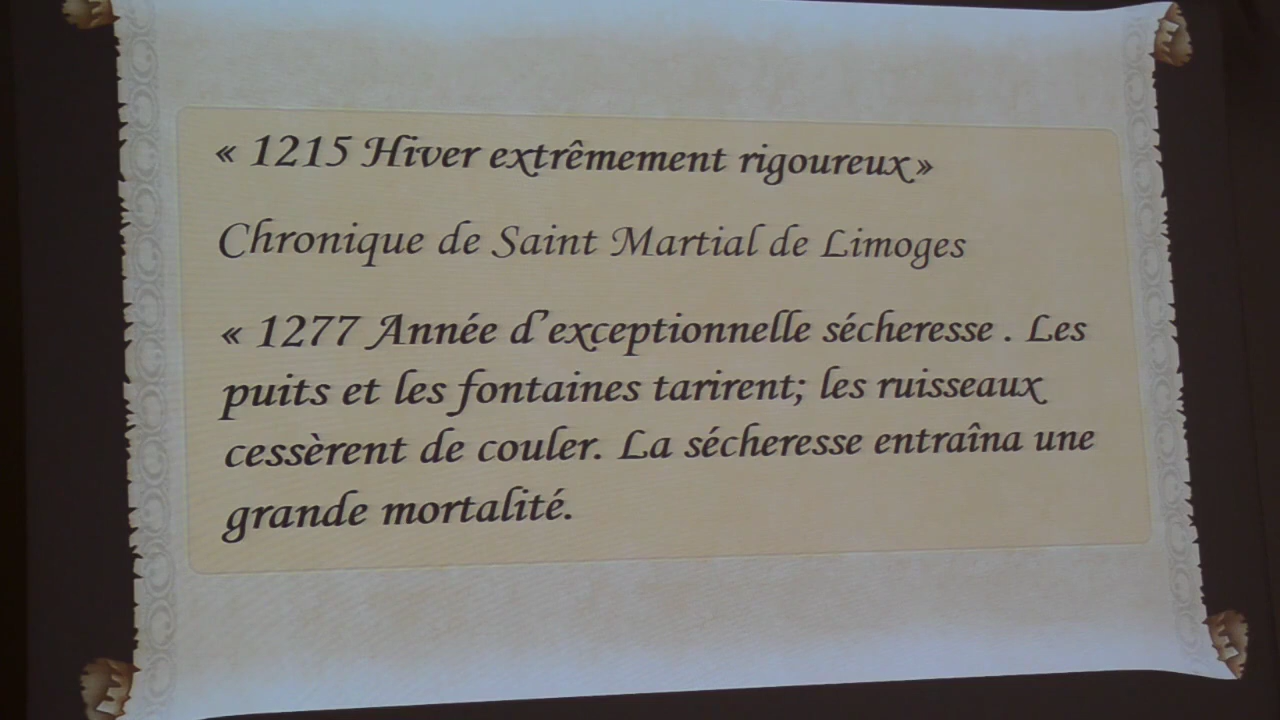 « 1215 Hiver extrêmement rigoureux»
Chronique de Saint Martial de Limoges
« 1277 Année d'exceptionnelle sécheresse . Les
puits et les fontaines tarirent; les ruisseaux
cessèrent de couler. La sécheresse entraîna une
grande mortalité.